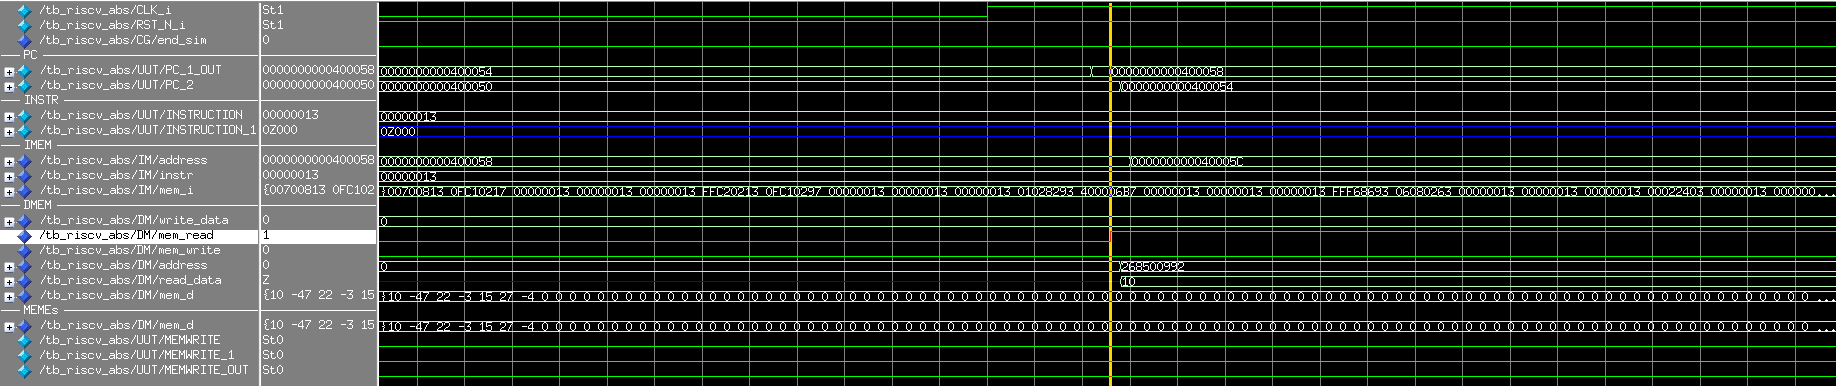 /tb_riscv_abs/CLK_i St1
/tb_riscv_abs/RST_N_i St1
/tb_riscv_abs/CG/end_sim 0
PC
/tb_riscv_abs/UUT/PC_1_OUT 0000000000400058 0000000000400054 0000000000400058
/tb_riscv_abs/UUT/PC_2 0000000000400050 0000000000400050 0000000000400054
INSTR
/tb_riscv_abs/UUT/INSTRUCTION 00000013 00000013
/tb_riscv_abs/UUT/INSTRUCTION_1 0Z000 0Z000
IMEM
/tb_riscv_abs/IM/address 0000000000400058 0000000000400058 000000000040005C
/tb_riscv_abs/IM/instr 00000013 00000013
/tb_riscv_abs/IM/mem_i {00700813 0FC102 {00700813 0FC10217 00000013 00000013 00000013 FFC20213 0FC10297 00000013 00000013 00000013 01028293 400006B7 00000013 00000013 00000013 FFF68693 06080263 00000013 00000013 00000013 00022403 00000013 000000...
DMEM
/tb_riscv_abs/DM/write_data 0 0
/tb_riscv_abs/DM/mem_read 1
/tb_riscv_abs/DM/mem_write 0
/tb_riscv_abs/DM/address 0 0 268500992
/tb_riscv_abs/DM/read_data Z 10
/tb_riscv_abs/DM/mem_d {10 -47 22 -3 15 {10 -47 22 -3 15 27 -4 0 0 0 0 0 0 0 0 0 0 0 0 0 0 0 0 0 0 0 0 0 0 0 0 0 0 0 0 0 0 0 0 0 0 0 0 0 0 0 0 0 0 0 0 0 0 0 0 0 0 0 0 0 0 0 0 0 0 0 0 0 0 0 0 0 0 0 0 0 0 0 0 0 0 0 0 0 0 0 0 0 0 0 0 0 ...
MEMEs
/tb_riscv_abs/DM/mem_d {10 -47 22 -3 15 {10 -47 22 -3 15 27 -4 0 0 0 0 0 0 0 0 0 0 0 0 0 0 0 0 0 0 0 0 0 0 0 0 0 0 0 0 0 0 0 0 0 0 0 0 0 0 0 0 0 0 0 0 0 0 0 0 0 0 0 0 0 0 0 0 0 0 0 0 0 0 0 0 0 0 0 0 0 0 0 0 0 0 0 0 0 0 0 0 0 0 0 0 0 ...
/tb_riscv_abs/UUT/MEMWRITE St0
/tb_riscv_abs/UUT/MEMWRITE_1 St0
/tb_riscv_abs/UUT/MEMWRITE_OUT St0